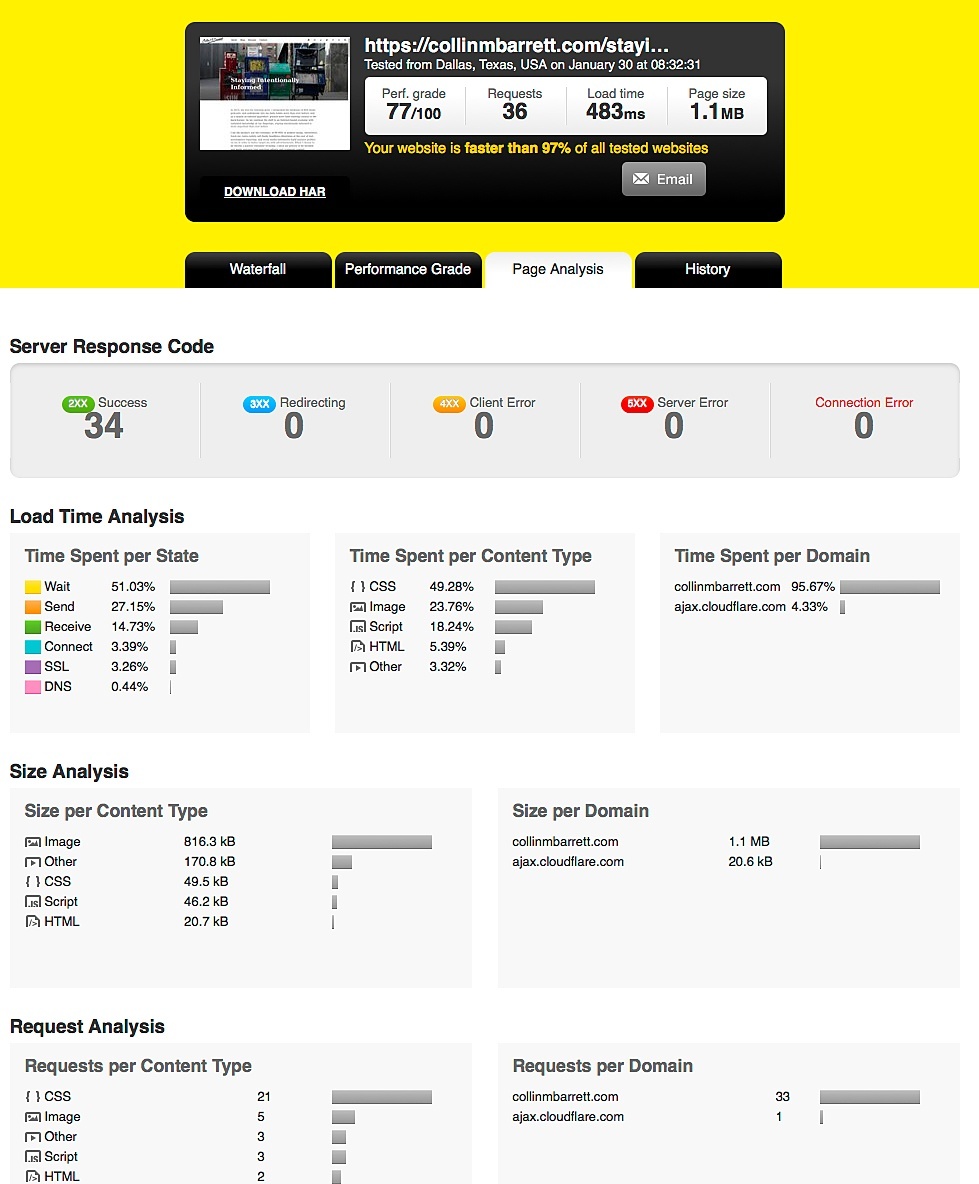 https://collinmbarrett.com/stayi...
Tested from Dallas, Texas, USA on January 30 at 08:32:31
Staying Intentionally
Informed
Perf. grade Requests Load time Page size
77/100 36 483ms 1.1MB
Your website is faster than 97% of all tested websites
DOWNLOAD HAR
Email
Waterfall Performance Grade Page Analysis History
Server Response Code
2XX Success 3XX Redirecting 4XX Client Error 5XX Server Error Connection Error
34 0 0 0 0
Load Time Analysis
Time Spent per State
Wait 51.03%
Send 27.15%
Receive 14.73%
Connect 3.39%
SSL 3.26%
DNS 0.44%
Time Spent per Content Type
{ } CSS 49.28%
Image 23.76%
JS Script 18.24%
HTML 5.39%
Other 3.32%
Time Spent per Domain
collinmbarrett.com 95.67%
ajax.cloudflare.com 4.33%
Size Analysis
Size per Content Type
Image 816.3 kB
Other 170.8 kB
{ } CSS 49.5 kB
JS Script 46.2 kB
HTML 20.7 kB
Size per Domain
collinmbarrett.com 1.1 MB
ajax.cloudflare.com 20.6 kB
Request Analysis
Requests per Content Type
{ } CSS 21
Image 5
Other 3
JS Script 3
HTML 2
Requests per Domain
collinmbarrett.com 33
ajax.cloudflare.com 1